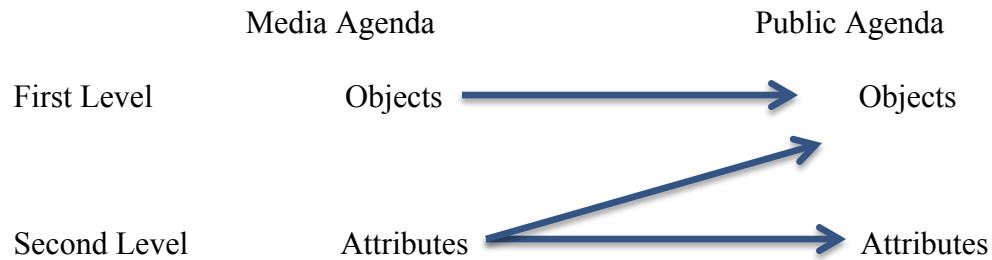 Media Agenda Public Agenda
First Level Objects Objects
Second Level Attributes Attributes